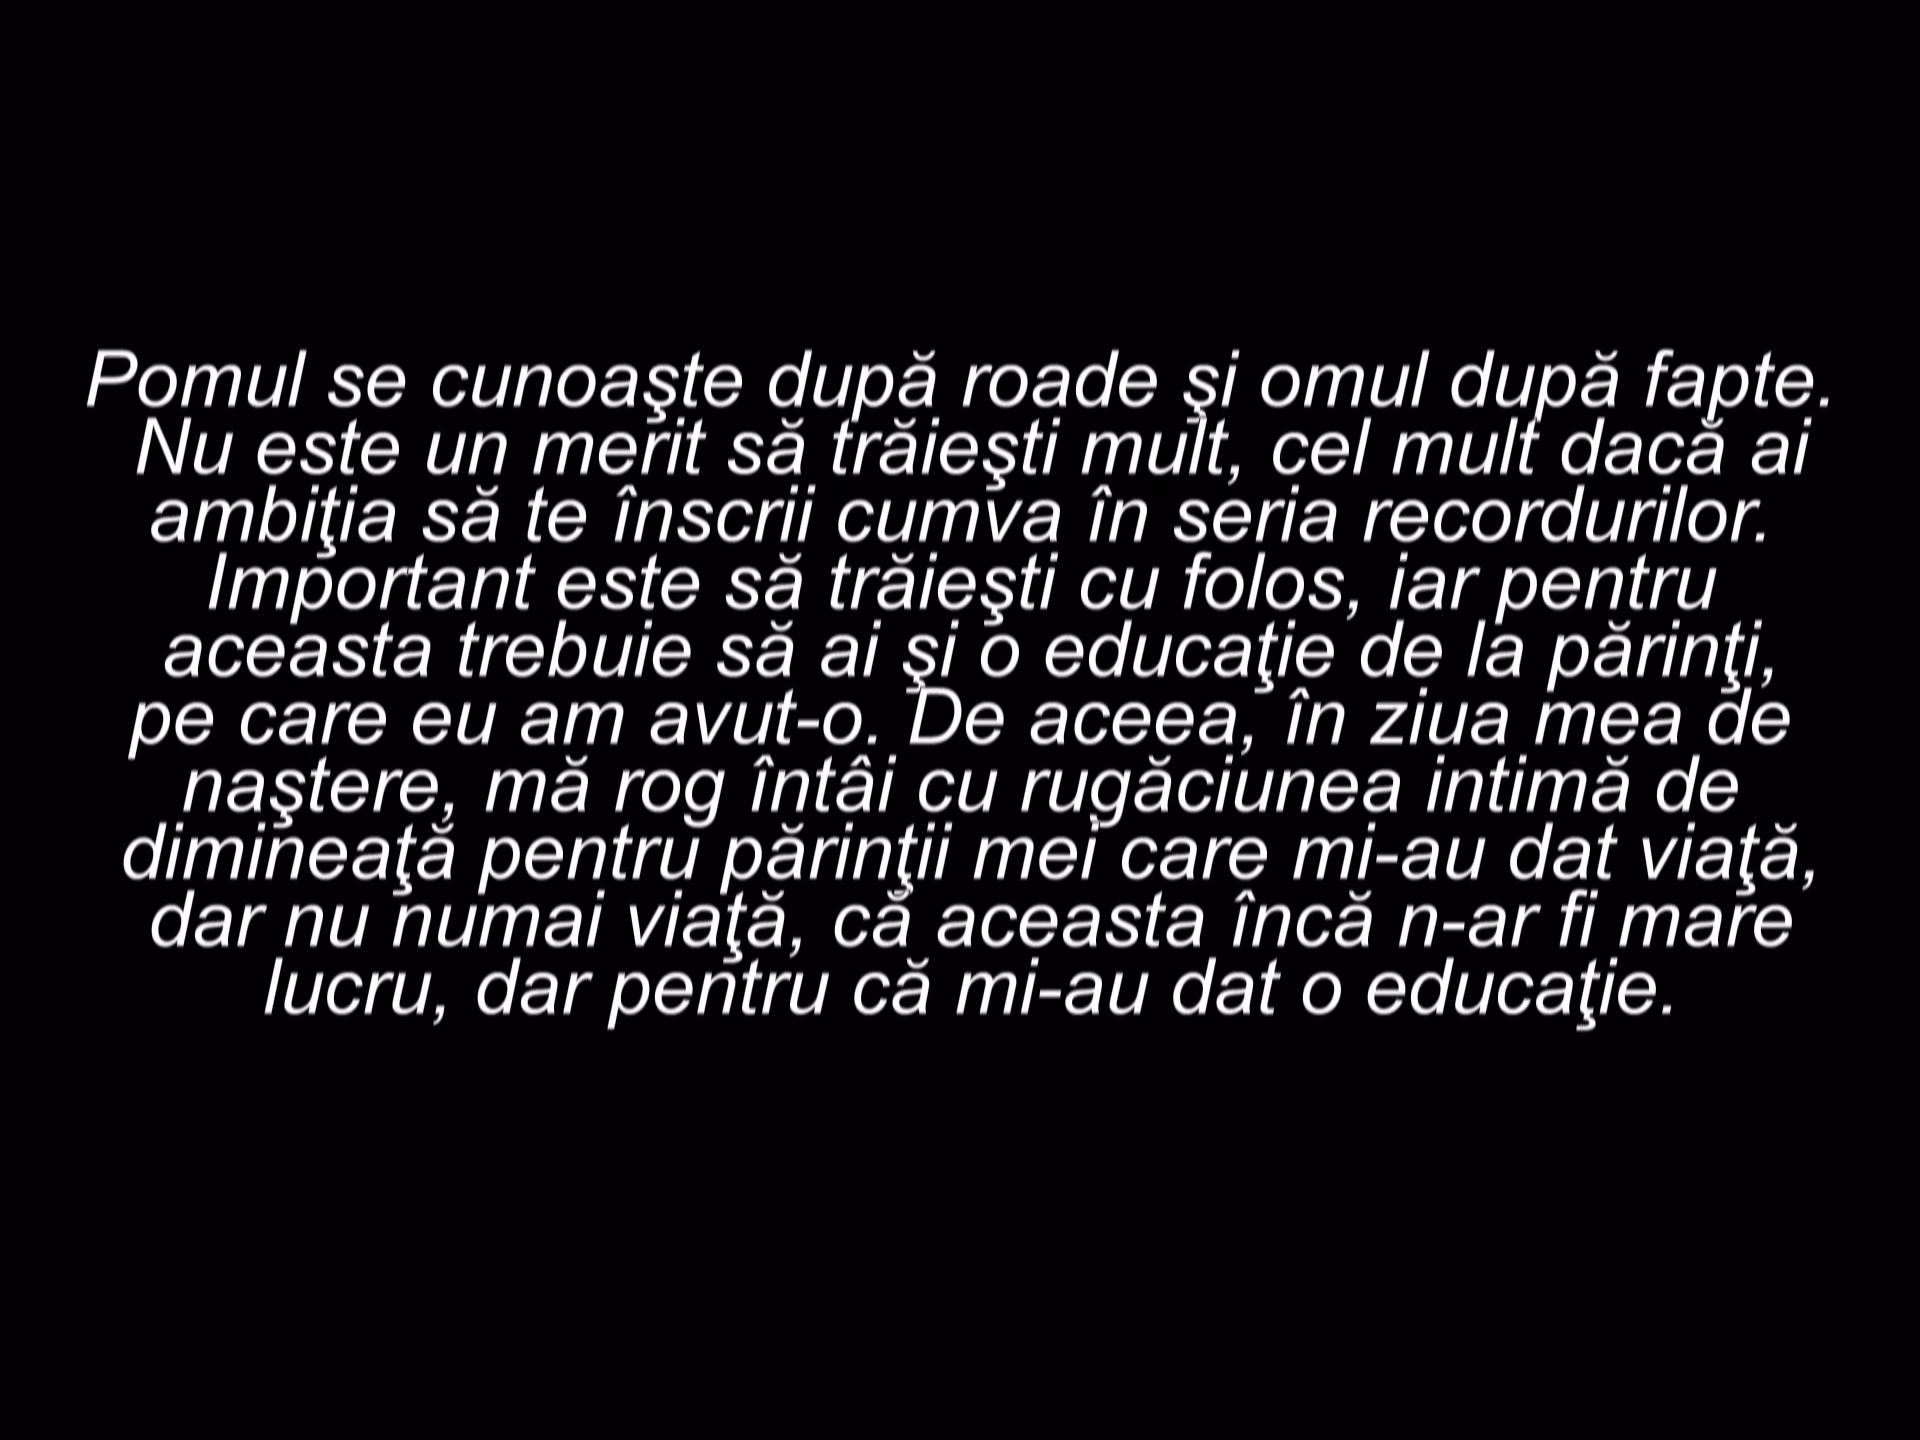 Pomul se cunoaşte după roade şi omul după fapte.
Nu este un merit să trăieşti mult, cel mult dacă ai
ambiţia să te înscrii cumva în seria recordurilor.
Important este să trăieşti cu folos, iar pentru
aceasta trebuie să ai şi o educaţie de la părinţi,
pe care eu am avut-o. De aceea, în ziua mea de
naştere, mă rog întâi cu rugăciunea intimă de
dimineaţă pentru părinţii mei care mi-au dat viaţă,
dar nu numai viaţă, că aceasta încă n-ar fi mare
lucru, dar pentru că mi-au dat o educaţie.